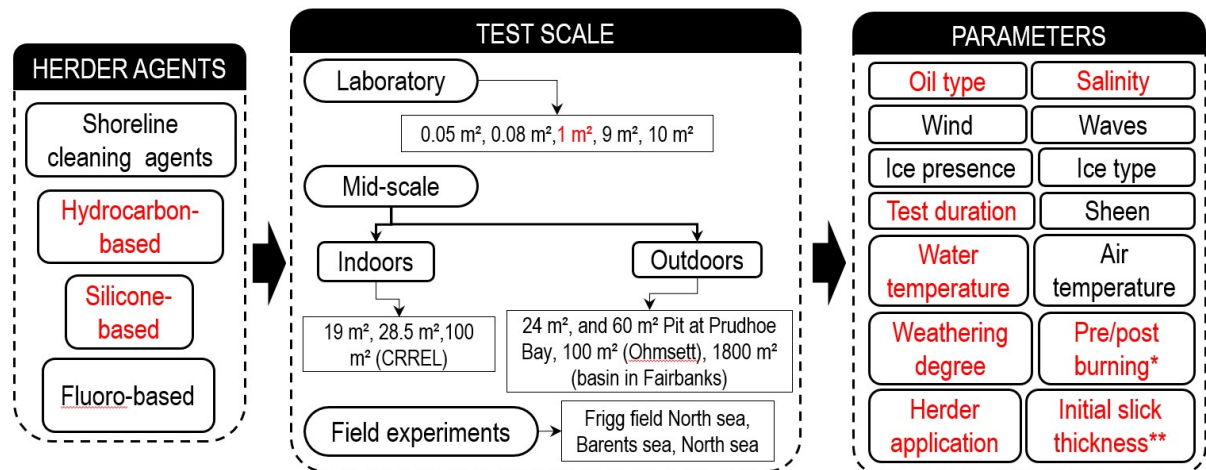 HERDER AGENTS
Shoreline
cleaning agents
Hydrocarbon-
based
Silicone-
based
Fluoro-based
TEST SCALE
Laboratory
0.05 m², 0.08 m²,1 m², 9 m², 10 m²
Mid-scale
Indoors
Outdoors
19 m², 28.5 m²,100
m² (CRREL)
24 m², and 60 m² Pit at Prudhoe
Bay, 100 m² (Ohmsett), 1800 m²
(basin in Fairbanks)
Field experiments
Frigg field North sea,
Barents sea, North sea
PARAMETERS
Oil type
Salinity
Wind
Waves
Ice presence
Ice type
Test duration
Sheen
Water
temperature
Air
temperature
Weathering
degree
Pre/post
burning*
Herder
application
Initial slick
thickness**